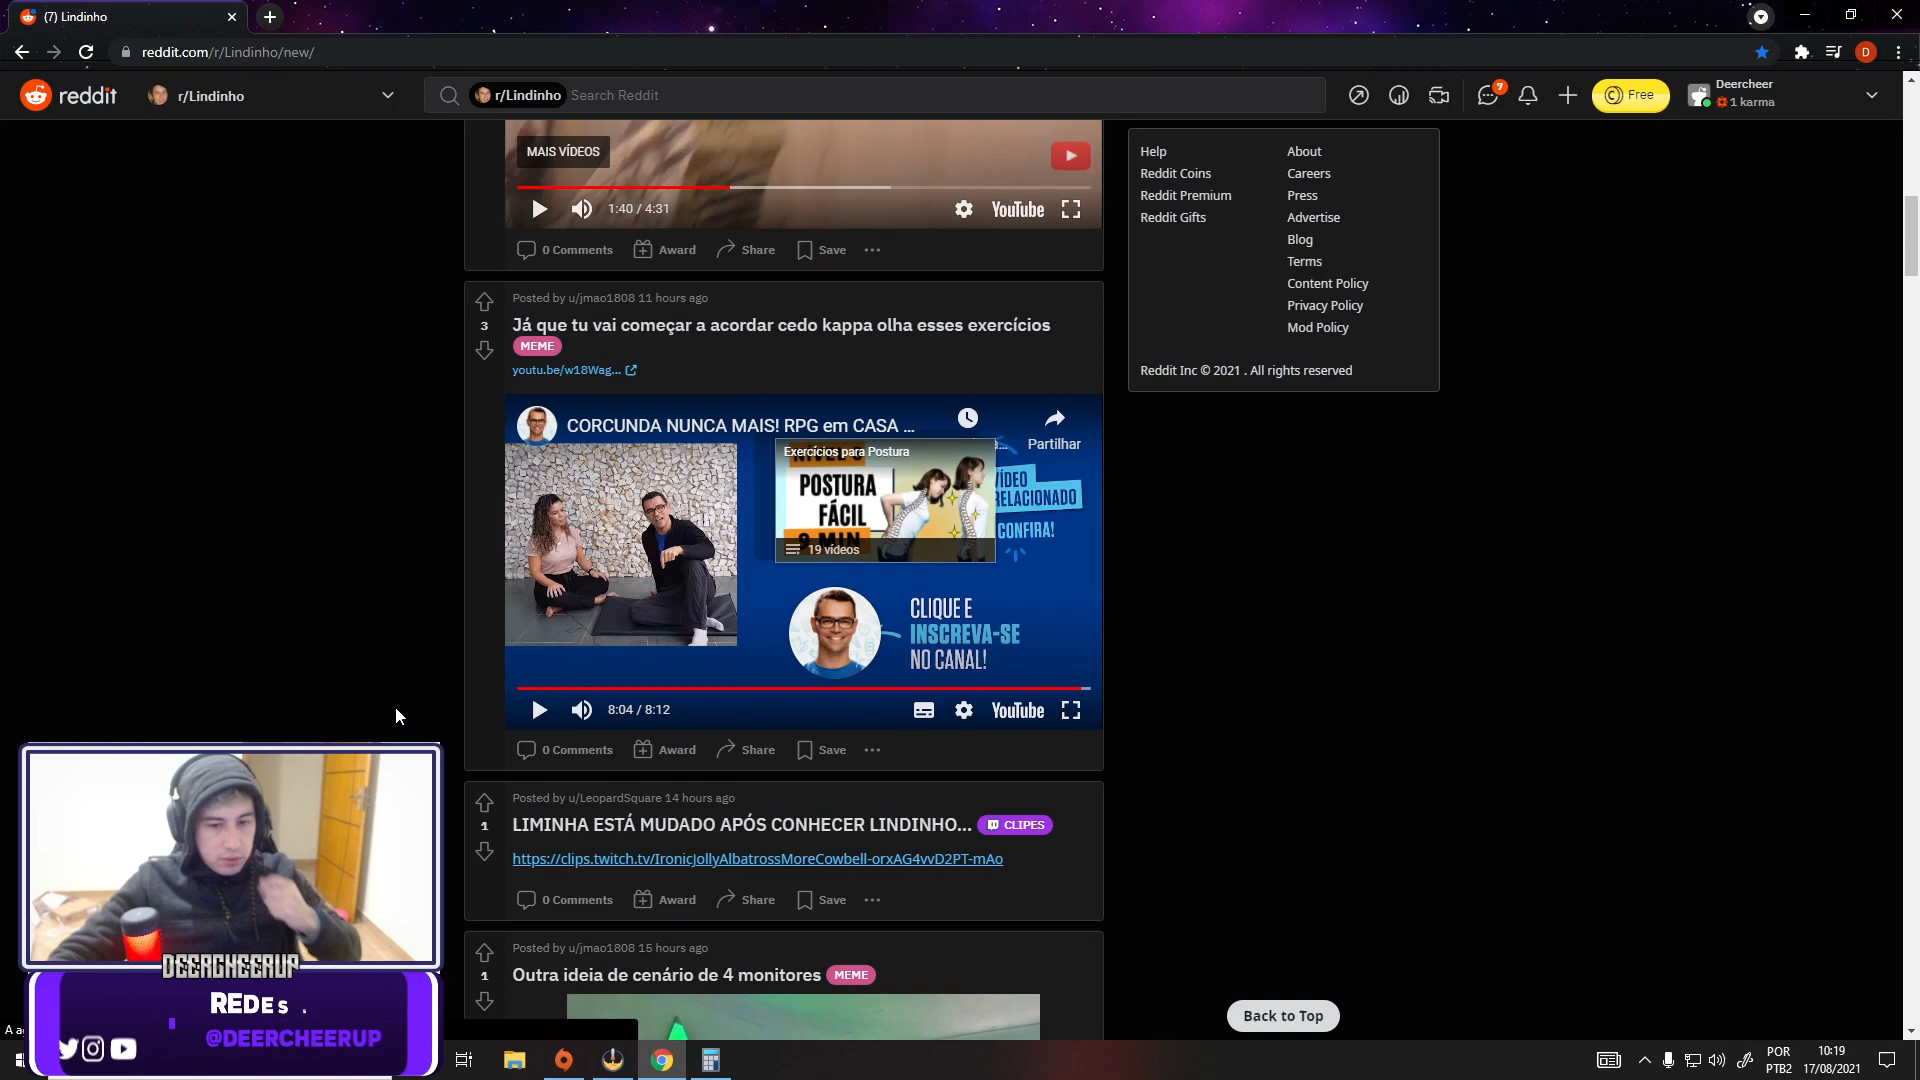 (7) Lindinho
reddit.com/r/Lindinho/new/
reddit
r/Lindinho
r/Lindinho
Search Reddit
7
Free
Deercheer
1 karma
D
MAIS VÍDEOS
1:40 / 4:31
YouTube
0 Comments
Award
Share
Save
Help
About
Reddit Coins
Careers
Reddit Premium
Press
Reddit Gifts
Advertise
Blog
Terms
Content Policy
Privacy Policy
Mod Policy
Reddit Inc © 2021 . All rights reserved
Posted by u/jmao1808 11 hours ago
3
Já que tu vai começar a acordar cedo kappa olha esses exercícios
MEME
youtu.be/w18Wag...
CORCUNDA NUNCA MAIS! RPG em CASA ...
Partilhar
Exercícios para Postura
POSTURA
FÁCIL
9 MIN
19 vídeos
VÍDEO
RELACIONADO
CONFIRA!
CLIQUE E
INSCREVA-SE
NO CANAL!
8:04 / 8:12
YouTube
0 Comments
Award
Share
Save
Posted by u/LeopardSquare 14 hours ago
1
LIMINHA ESTÁ MUDADO APÓS CONHECER LINDINHO...
CLIPES
https://clips.twitch.tv/IronicJollyAlbatrossMoreCowbell-orxAG4vvD2PT-mAo
0 Comments
Award
Share
Save
Posted by u/jmao1808 15 hours ago
1
Outra ideia de cenário de 4 monitores
MEME
Back to Top
DEERCHEERUP
REDES .
@DEERCHEERUP
POR
PTB2
10:19
17/08/2021